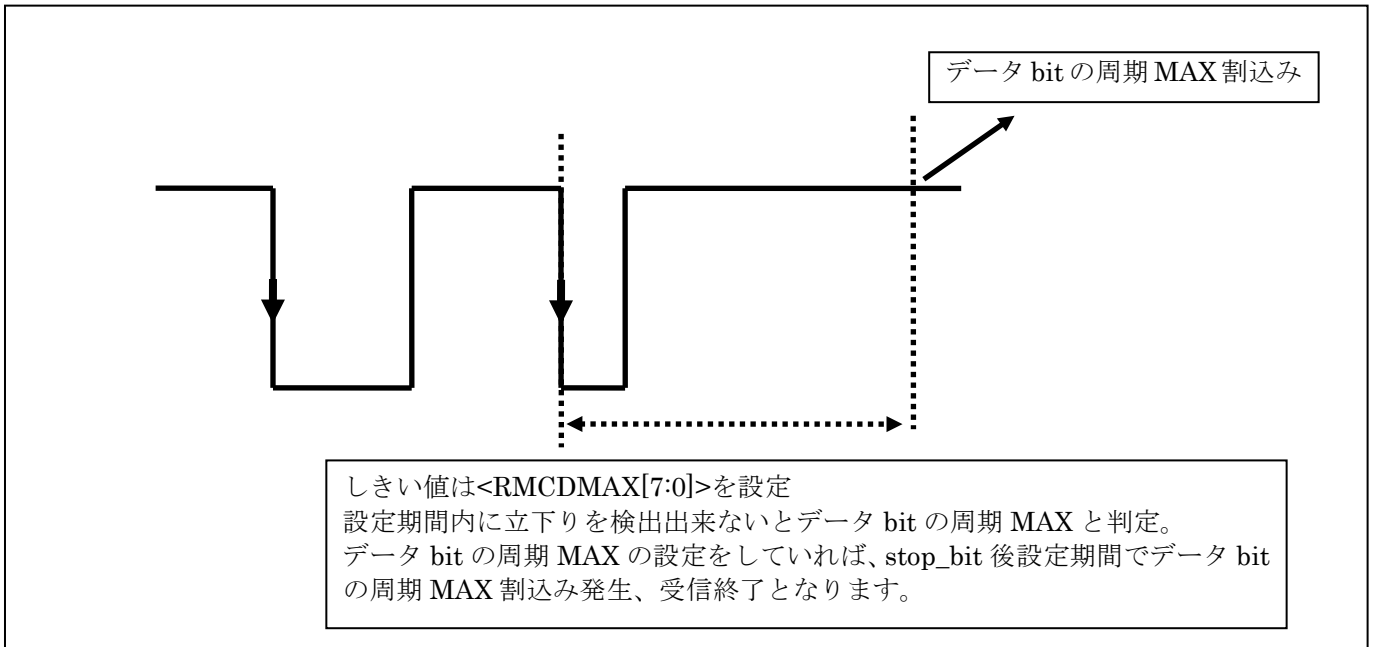 データ bit の周期 MAX 割込み
しきい値は<RMCDMAX[7:0]>を設定
設定期間内に立下りを検出出来ないとデータ bit の周期 MAX と判定。
データ bit の周期 MAX の設定をしていれば、stop_bit 後設定期間でデータ bit
の周期 MAX 割込み発生、受信終了となります。